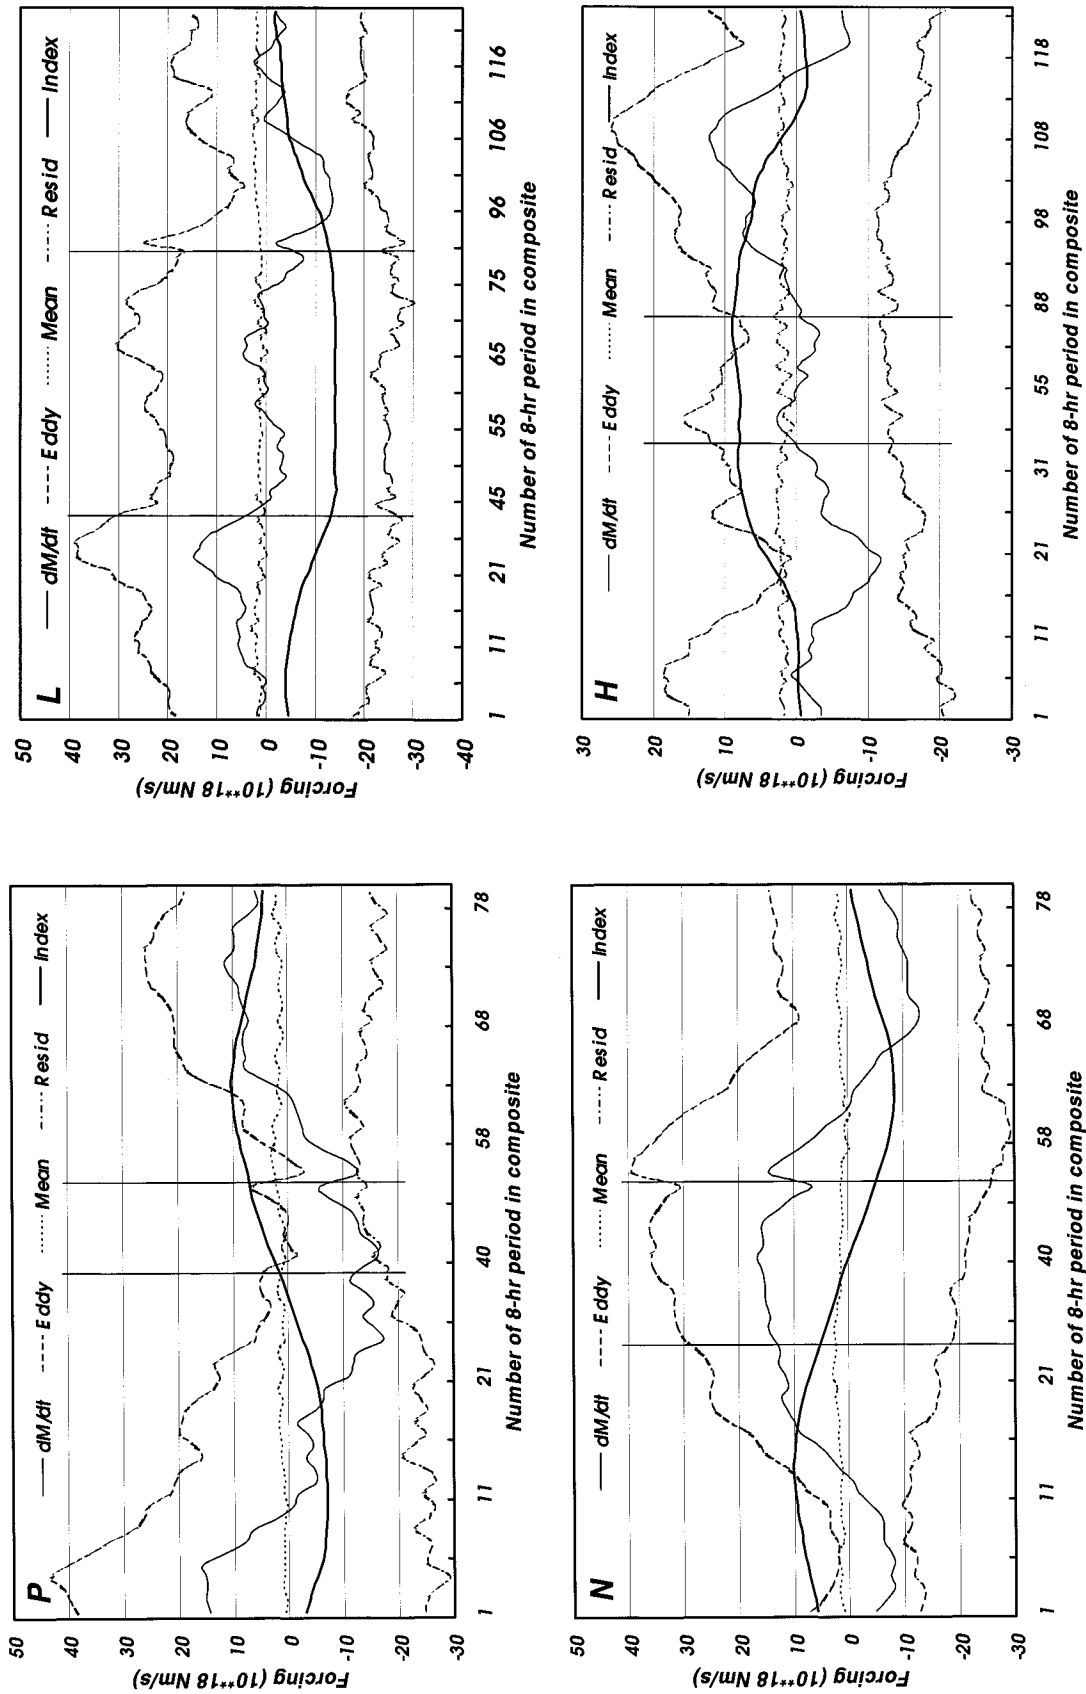 P
dM/dt Eddy Mean Resid Index
50
40
30
20
10
0
-10
-20
-30
Forcing (10**18 Nm/s)
1 11 21 40 58 68 78
Number of 8-hr period in composite
L
dM/dt Eddy Mean Resid Index
50
40
30
20
10
0
-10
-20
-30
-40
Forcing (10**18 Nm/s)
1 11 21 45 55 65 75 96 106 116
Number of 8-hr period in composite
N
dM/dt Eddy Mean Resid Index
50
40
30
20
10
0
-10
-20
-30
Forcing (10**18 Nm/s)
1 11 21 40 58 68 78
Number of 8-hr period in composite
H
dM/dt Eddy Mean Resid Index
30
20
10
0
-10
-20
-30
Forcing (10**18 Nm/s)
1 11 21 31 55 88 98 108 118
Number of 8-hr period in composite